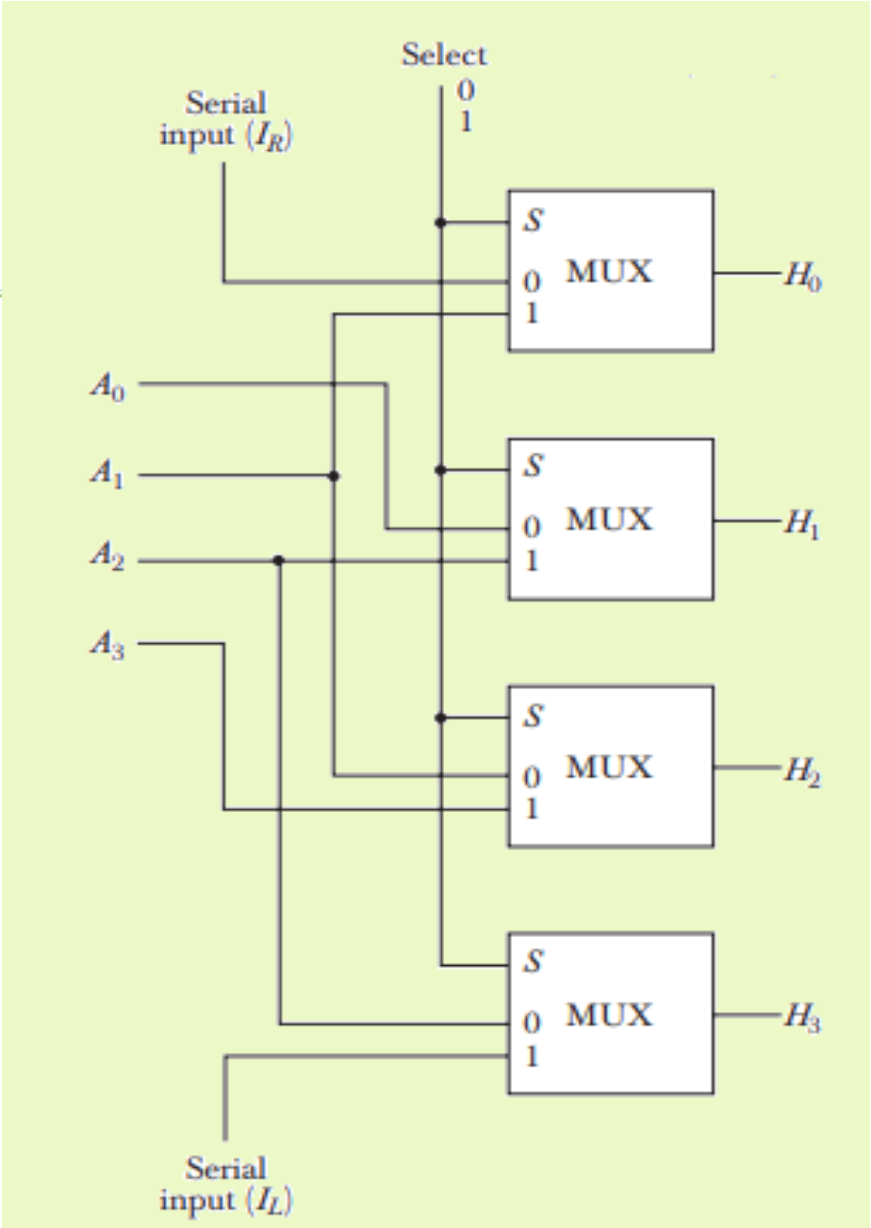 Select
0
1
Serial
input (I_R)
S
0 MUX
1
H_0
A_0
A_1
S
0 MUX
1
H_1
A_2
A_3
S
0 MUX
1
H_2
S
0 MUX
1
H_3
Serial
input (I_L)